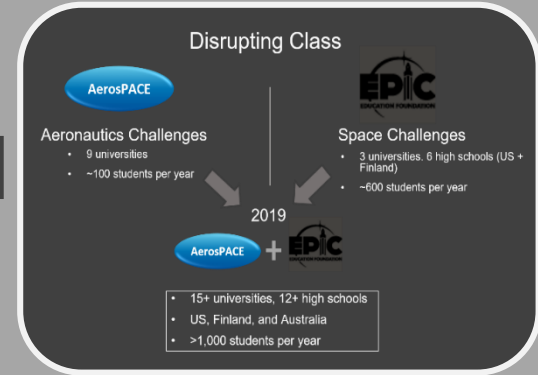 Disrupting Class
AerosPACE
EPIC
EDUCATION FOUNDATION
Aeronautics Challenges
• 9 universities
• ~100 students per year
Space Challenges
• 3 universities. 6 high schools (US +
Finland)
• ~600 students per year
2019
AerosPACE + EPIC
EDUCATION FOUNDATION
• 15+ universities, 12+ high schools
• US, Finland, and Australia
• >1,000 students per year